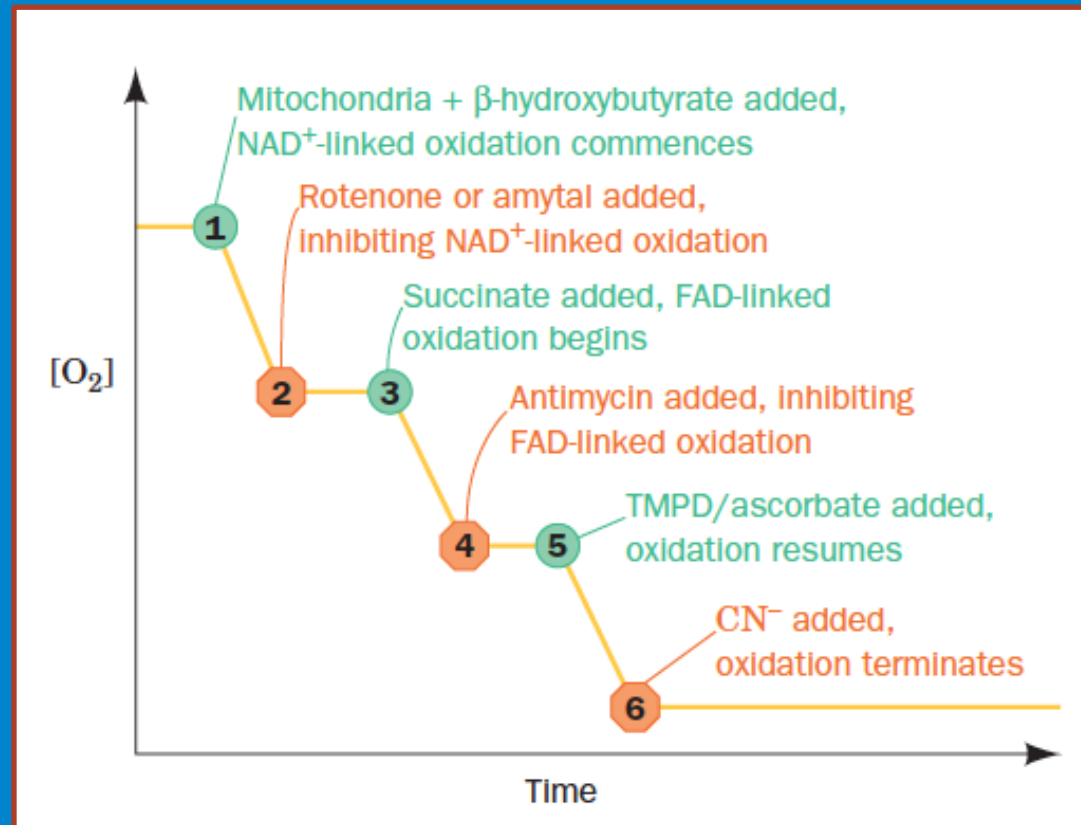 Mitochondria + β-hydroxybutyrate added,
NAD⁺-linked oxidation commences
Rotenone or amytal added,
inhibiting NAD⁺-linked oxidation
1
Succinate added, FAD-linked
oxidation begins
[O₂]
2
3
Antimycin added, inhibiting
FAD-linked oxidation
TMPD/ascorbate added,
oxidation resumes
4
5
CN⁻ added,
oxidation terminates
6
Time